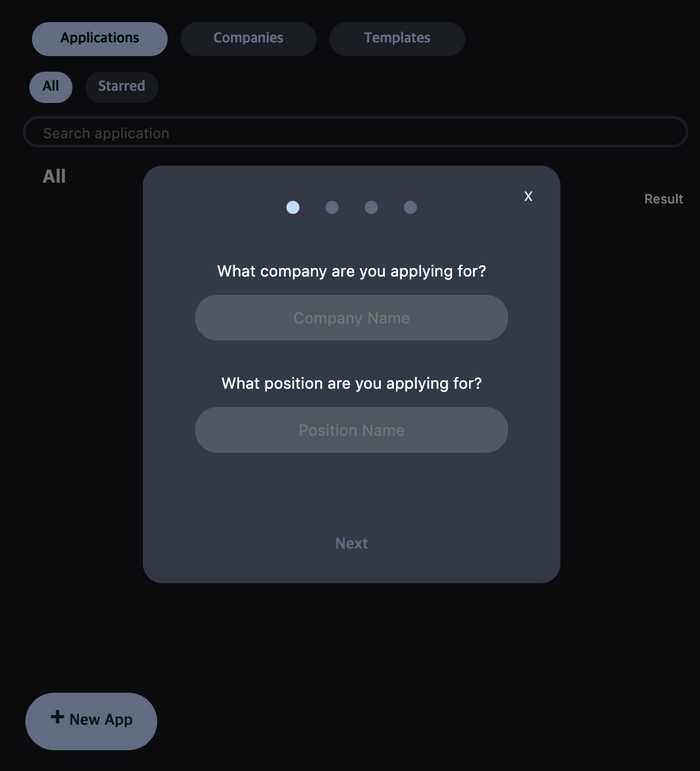 Applications Companies Templates
All Starred
Search application
All
Result
X
What company are you applying for?
Company Name
What position are you applying for?
Position Name
Next
+ New App